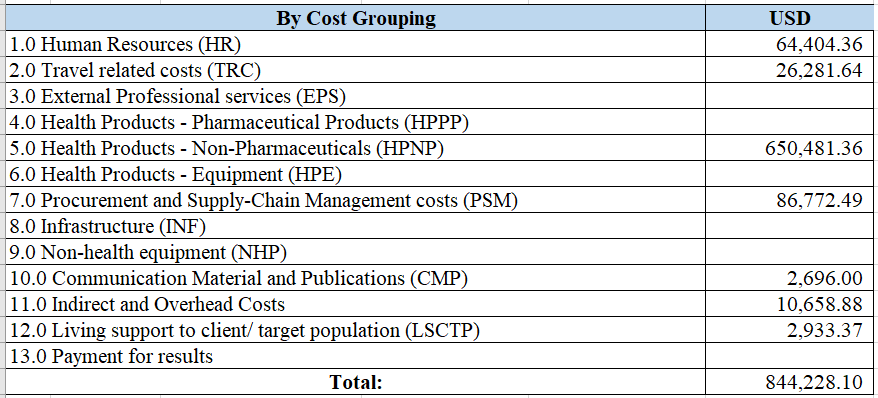 By Cost Grouping USD
1.0 Human Resources (HR) 64,404.36
2.0 Travel related costs (TRC) 26,281.64
3.0 External Professional services (EPS)
4.0 Health Products - Pharmaceutical Products (HPPP)
5.0 Health Products - Non-Pharmaceuticals (HPNP) 650,481.36
6.0 Health Products - Equipment (HPE)
7.0 Procurement and Supply-Chain Management costs (PSM) 86,772.49
8.0 Infrastructure (INF)
9.0 Non-health equipment (NHP)
10.0 Communication Material and Publications (CMP) 2,696.00
11.0 Indirect and Overhead Costs 10,658.88
12.0 Living support to client/ target population (LSCTP) 2,933.37
13.0 Payment for results
Total: 844,228.10